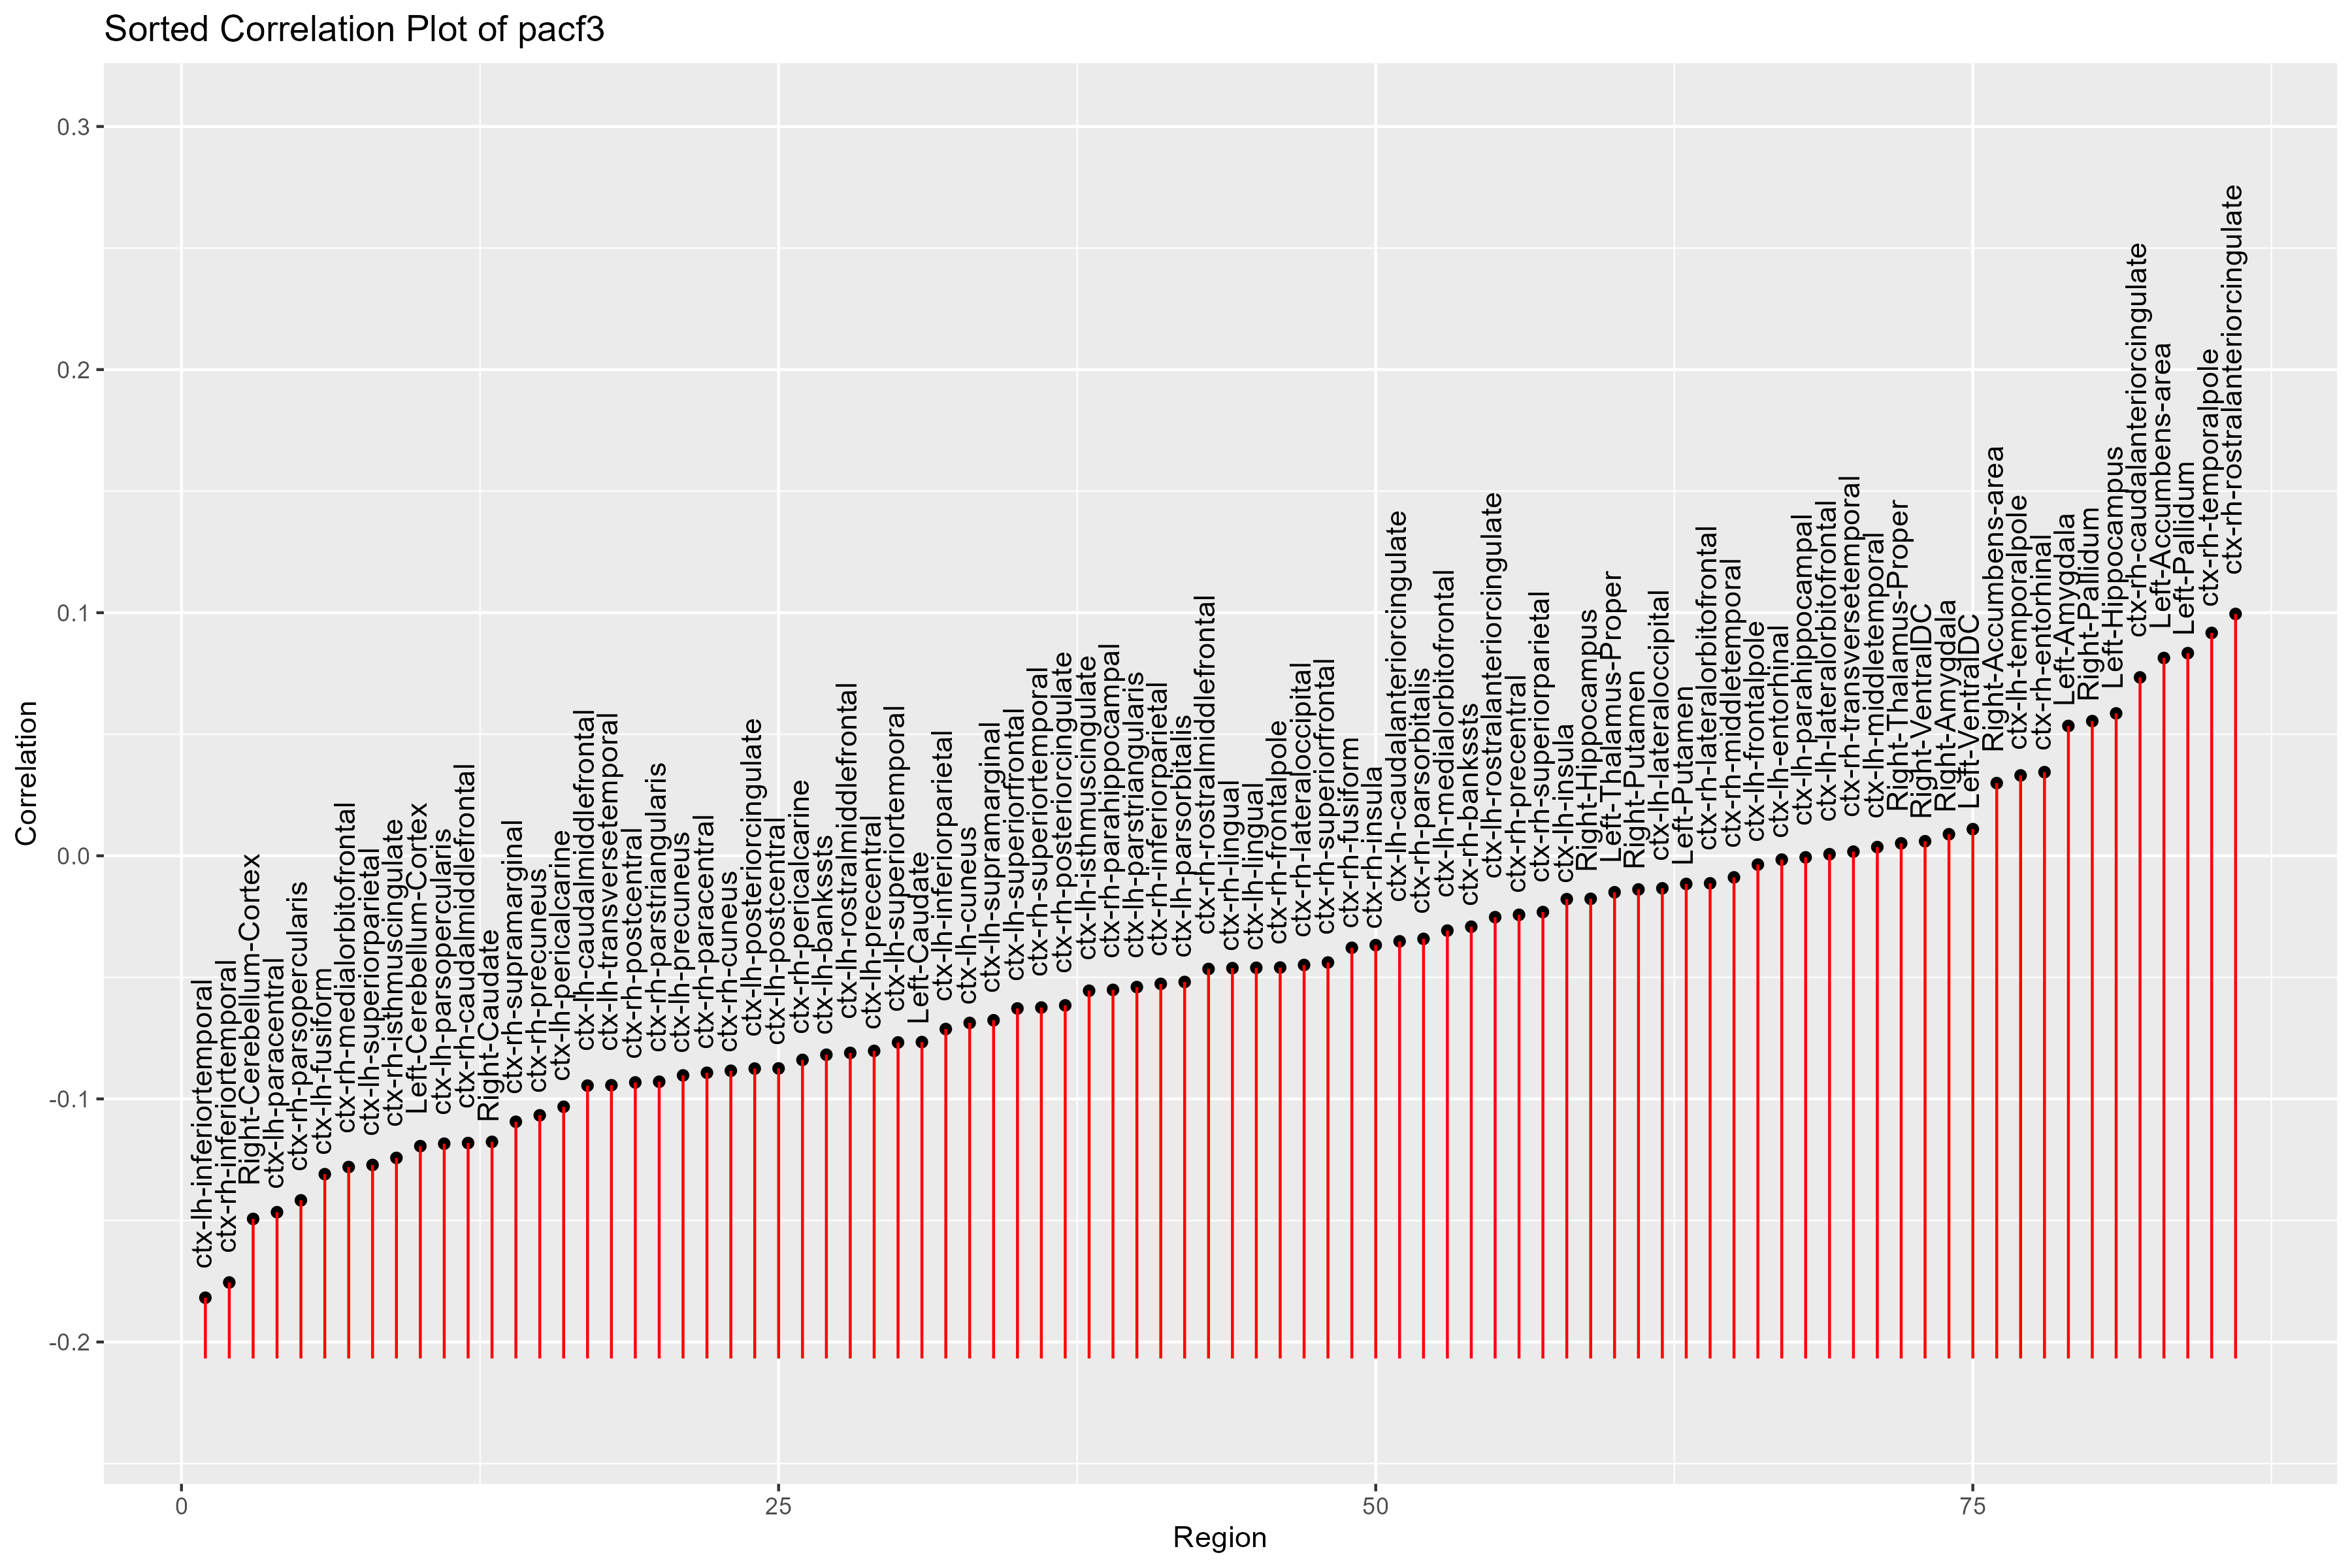 Sorted Correlation Plot of pacf3
Correlation
0.3
0.2
0.1
0.0
-0.1
-0.2
ctx-lh-inferiortemporal
ctx-rh-inferiortemporal
Right-Cerebellum-Cortex
ctx-lh-paracentral
ctx-rh-parsopercularis
ctx-lh-fusiform
ctx-rh-medialorbitofrontal
ctx-lh-superiorparietal
ctx-rh-isthmuscingulate
Left-Cerebellum-Cortex
ctx-lh-parsopercularis
ctx-rh-caudalmiddlefrontal
Right-Caudate
ctx-rh-supramarginal
ctx-rh-precuneus
ctx-lh-pericalcarine
ctx-lh-caudalmiddlefrontal
ctx-lh-transversetemporal
ctx-rh-postcentral
ctx-rh-parstriangularis
ctx-lh-precuneus
ctx-rh-paracentral
ctx-rh-cuneus
ctx-lh-posteriorcingulate
ctx-lh-postcentral
ctx-rh-pericalcarine
ctx-lh-bankssts
ctx-lh-rostralmiddlefrontal
ctx-lh-precentral
ctx-lh-superiortemporal
Left-Caudate
ctx-lh-inferiorparietal
ctx-lh-cuneus
ctx-lh-supramarginal
ctx-lh-superiorfrontal
ctx-rh-superiortemporal
ctx-rh-posteriorcingulate
ctx-lh-isthmuscingulate
ctx-rh-parahippocampal
ctx-lh-parstriangularis
ctx-rh-inferiorparietal
ctx-lh-parsorbitalis
ctx-rh-rostralmiddlefrontal
ctx-rh-lingual
ctx-lh-lingual
ctx-rh-frontalpole
ctx-rh-lateraloccipital
ctx-rh-superiorfrontal
ctx-rh-fusiform
ctx-rh-insula
ctx-lh-caudalanteriorcingulate
ctx-rh-parsorbitalis
ctx-lh-medialorbitofrontal
ctx-rh-bankssts
ctx-lh-rostralanteriorcingulate
ctx-rh-precentral
ctx-rh-superiorparietal
ctx-lh-insula
Right-Hippocampus
Left-Thalamus-Proper
Right-Putamen
ctx-lh-lateraloccipital
Left-Putamen
ctx-rh-lateralorbitofrontal
ctx-rh-middletemporal
ctx-lh-frontalpole
ctx-lh-entorhinal
ctx-lh-parahippocampal
ctx-lh-lateralorbitofrontal
ctx-rh-transversetemporal
ctx-lh-middletemporal
Right-Thalamus-Proper
Right-VentralDC
Right-Amygdala
Left-VentralDC
Right-Accumbens-area
ctx-lh-temporalpole
ctx-rh-entorhinal
Left-Amygdala
Right-Pallidum
Left-Hippocampus
ctx-rh-caudalanteriorcingulate
Left-Accumbens-area
Left-Pallidum
ctx-rh-temporalpole
ctx-rh-rostralanteriorcingulate
0
25
50
75
Region